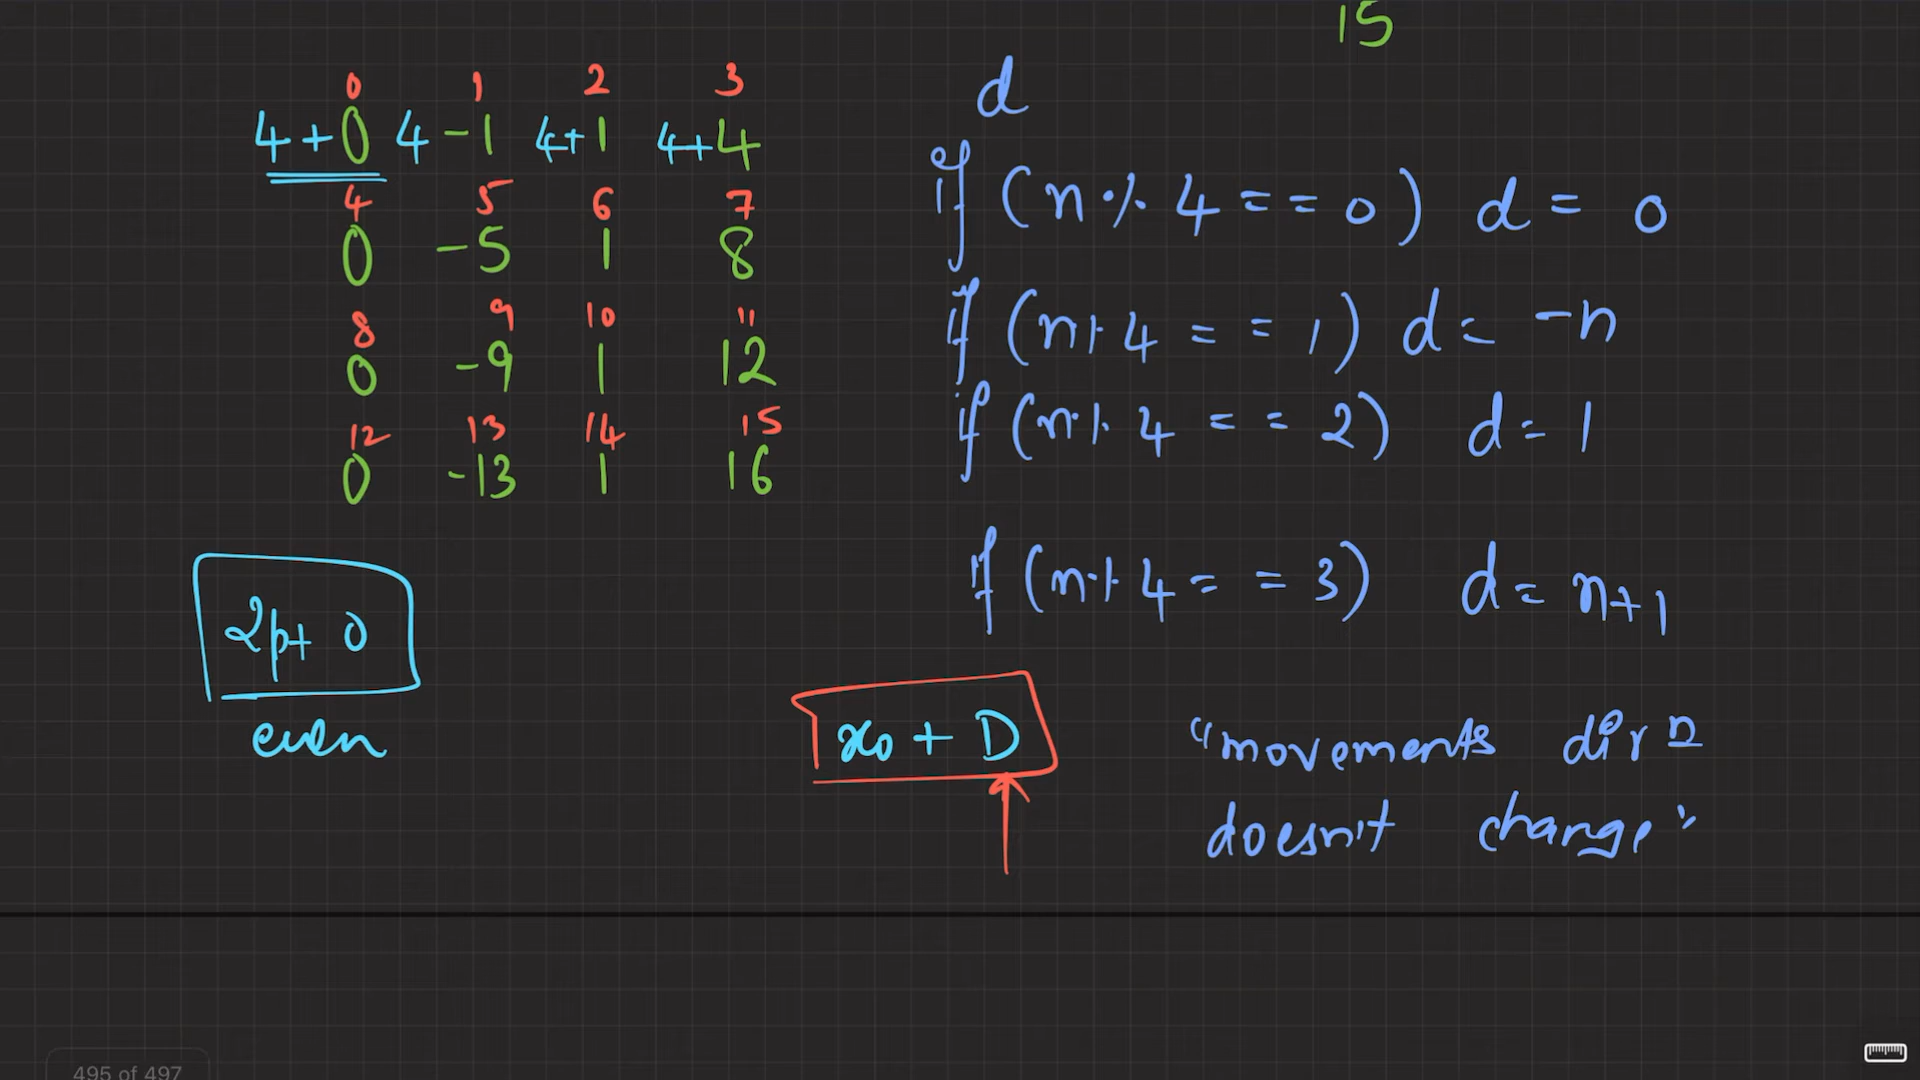 15
0 1 2 3
4+0 4-1 4+1 4+4
4 5 6 7
0 -5 1 8
8 9 10 11
0 -9 1 12
12 13 14 15
0 -13 1 16
2p+ 0
even
d
if (n % 4 == 0) d = 0
if (n % 4 == 1) d = -n
if (n % 4 == 2) d = 1
if (n % 4 == 3) d = n+1
x0 + D
"movements dirn
doesn't change"
495 of 497